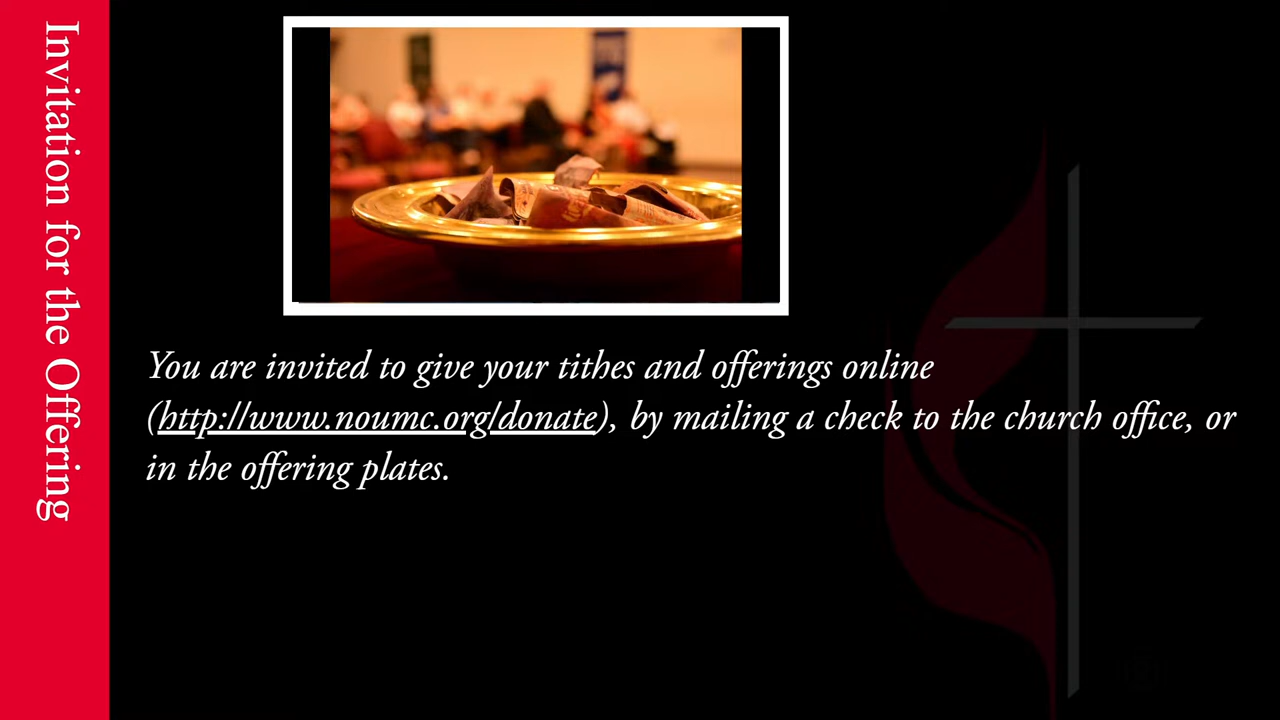 Invitation for the Offering
You are invited to give your tithes and offerings online
(http://www.noumc.org/donate), by mailing a check to the church office, or
in the offering plates.